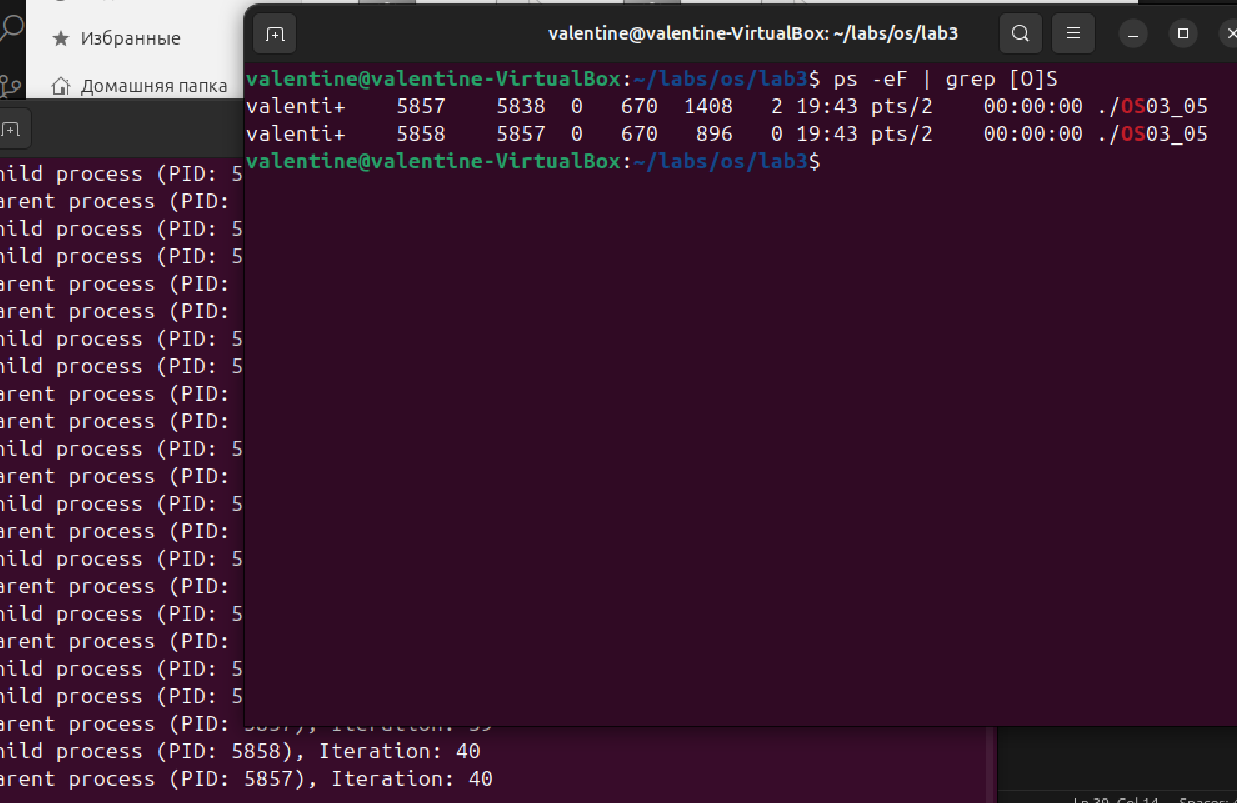 Избранные
Домашняя папка
valentine@valentine-VirtualBox: ~/labs/os/lab3
valentine@valentine-VirtualBox:~/labs/os/lab3$ ps -eF | grep [O]S
valenti+ 5857 5838 0 670 1408 2 19:43 pts/2 00:00:00 ./OS03_05
valenti+ 5858 5857 0 670 896 0 19:43 pts/2 00:00:00 ./OS03_05
valentine@valentine-VirtualBox:~/labs/os/lab3$
hild process (PID: 5
arent process (PID:
hild process (PID: 5
hild process (PID: 5
arent process (PID:
arent process (PID:
hild process (PID: 5
hild process (PID: 5
arent process (PID:
arent process (PID:
hild process (PID: 5
arent process (PID:
hild process (PID: 5
arent process (PID:
hild process (PID: 5
arent process (PID:
hild process (PID: 5
arent process (PID:
hild process (PID: 5
hild process (PID: 5
arent process (PID: 5857), Iteration: 39
hild process (PID: 5858), Iteration: 40
arent process (PID: 5857), Iteration: 40